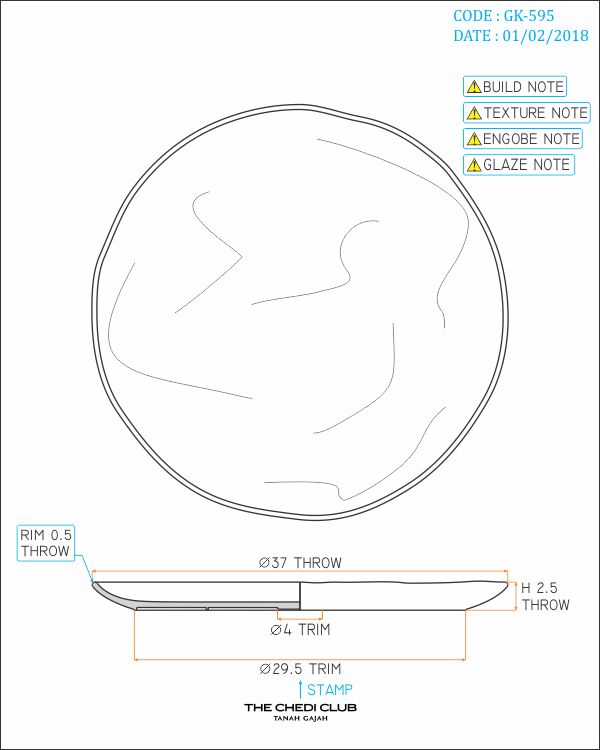 CODE : GK-595
DATE : 01/02/2018
BUILD NOTE
TEXTURE NOTE
ENGOBE NOTE
GLAZE NOTE
RIM 0.5
THROW
Ø37 THROW
H 2.5
THROW
Ø4 TRIM
Ø29.5 TRIM
STAMP
THE CHEDI CLUB
TANAH GAJAH